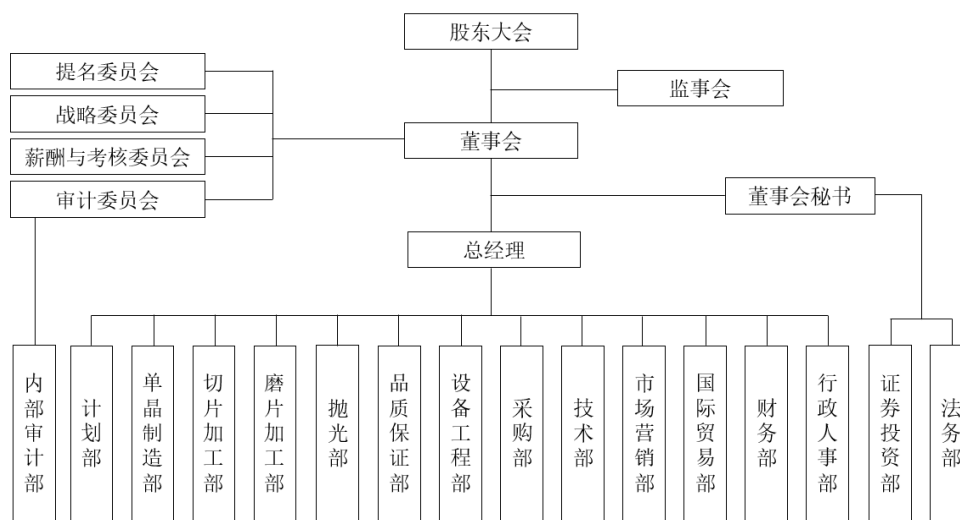 股东大会
提名委员会
监事会
战略委员会
董事会
薪酬与考核委员会
审计委员会
董事会秘书
总经理
内部审计部
计划部
单晶制造部
切片加工部
磨片加工部
抛光部
品质保证部
设备工程部
采购部
技术部
市场营销部
国际贸易部
财务部
行政人事部
证券投资部
法务部